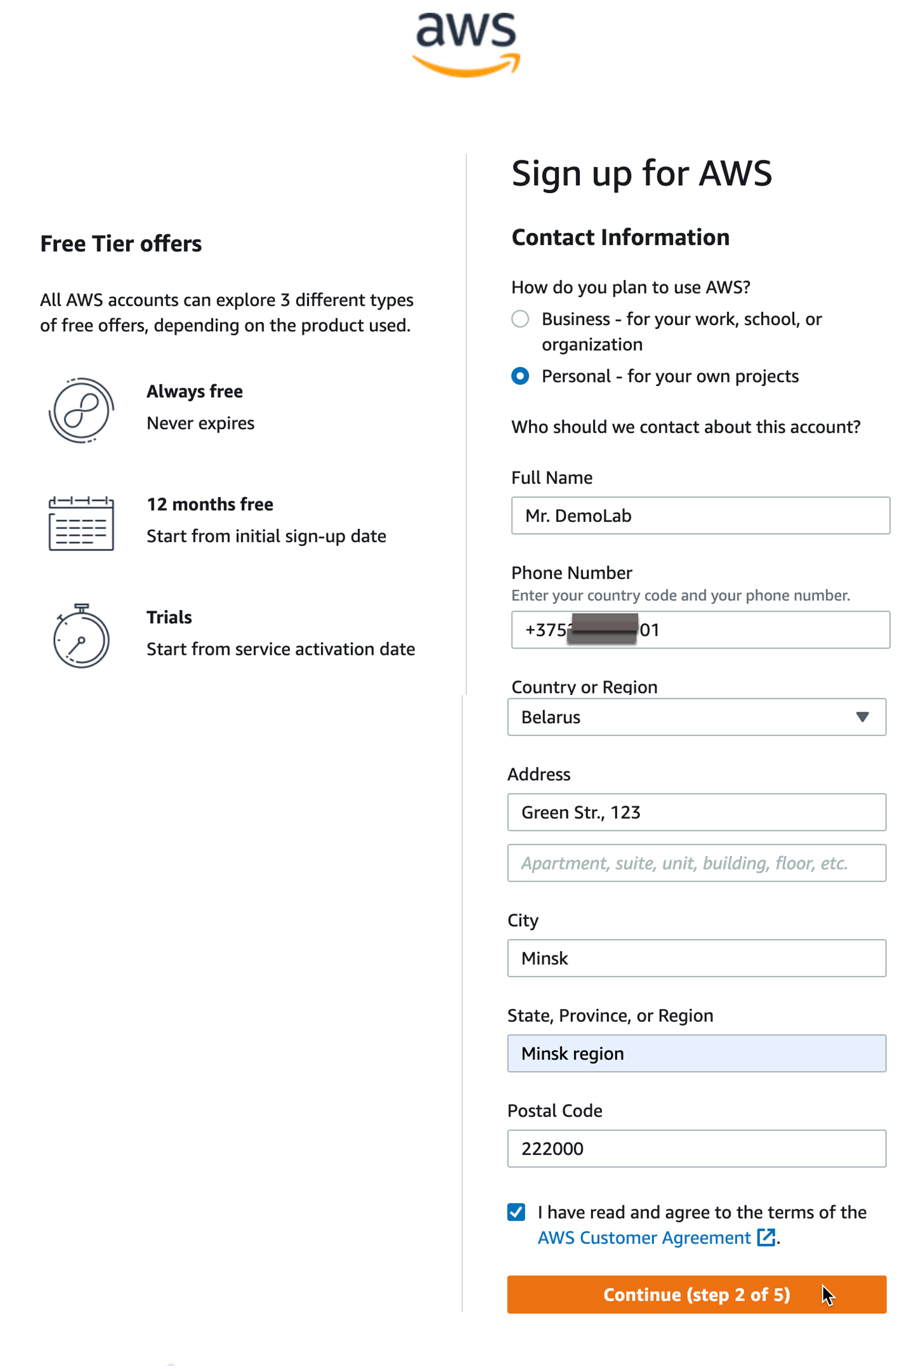 aws
Free Tier offers
All AWS accounts can explore 3 different types
of free offers, depending on the product used.
Always free
Never expires
12 months free
Start from initial sign-up date
Trials
Start from service activation date
Sign up for AWS
Contact Information
How do you plan to use AWS?
Business - for your work, school, or
organization
Personal - for your own projects
Who should we contact about this account?
Full Name
Mr. DemoLab
Phone Number
Enter your country code and your phone number.
+375 01
Country or Region
Belarus
Address
Green Str., 123
Apartment, suite, unit, building, floor, etc.
City
Minsk
State, Province, or Region
Minsk region
Postal Code
222000
I have read and agree to the terms of the
AWS Customer Agreement.
Continue (step 2 of 5)